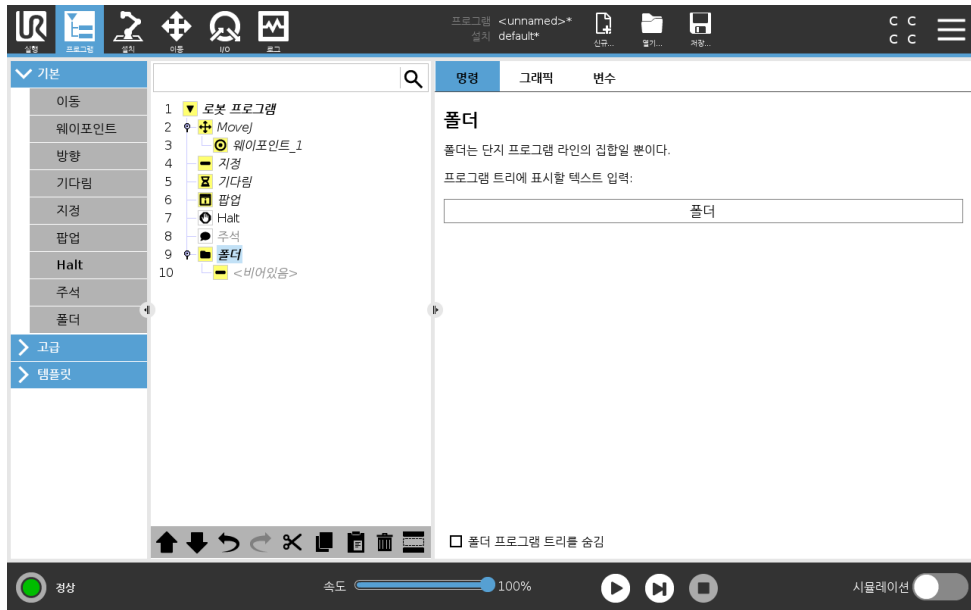 UR
실행
프로그램
설치
이동
I/O
로그
프로그램 <unnamed>*
설치 default*
신규...
열기...
저장...
C C
C C
기본
이동
웨이포인트
방향
기다림
지정
팝업
Halt
주석
폴더
고급
템플릿
1 로봇 프로그램
2 MoveJ
3 웨이포인트_1
4 지정
5 기다림
6 팝업
7 Halt
8 주석
9 폴더
10 <비어있음>
명령 그래픽 변수
폴더
폴더는 단지 프로그램 라인의 집합일 뿐이다.
프로그램 트리에 표시할 텍스트 입력:
폴더
폴더 프로그램 트리를 숨김
정상
속도 100%
시뮬레이션